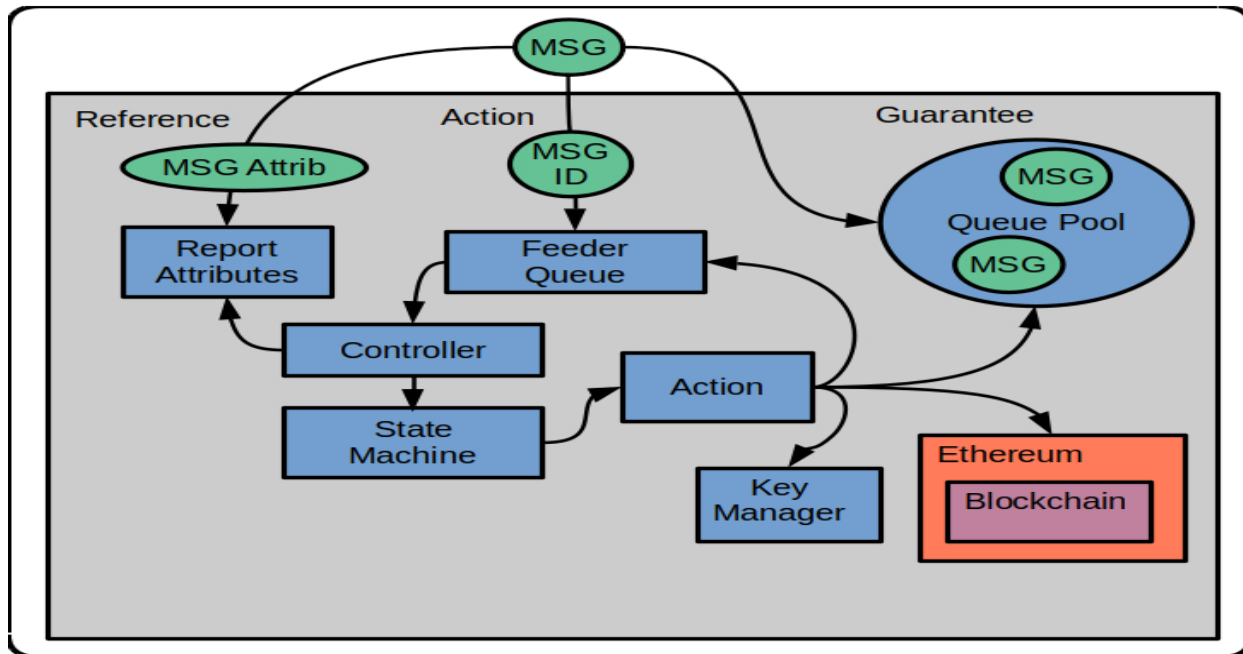 MSG
Reference
Action
Guarantee
MSG Attrib
MSG
ID
MSG
Queue Pool
MSG
Report
Attributes
Feeder
Queue
Controller
Action
State
Machine
Key
Manager
Ethereum
Blockchain